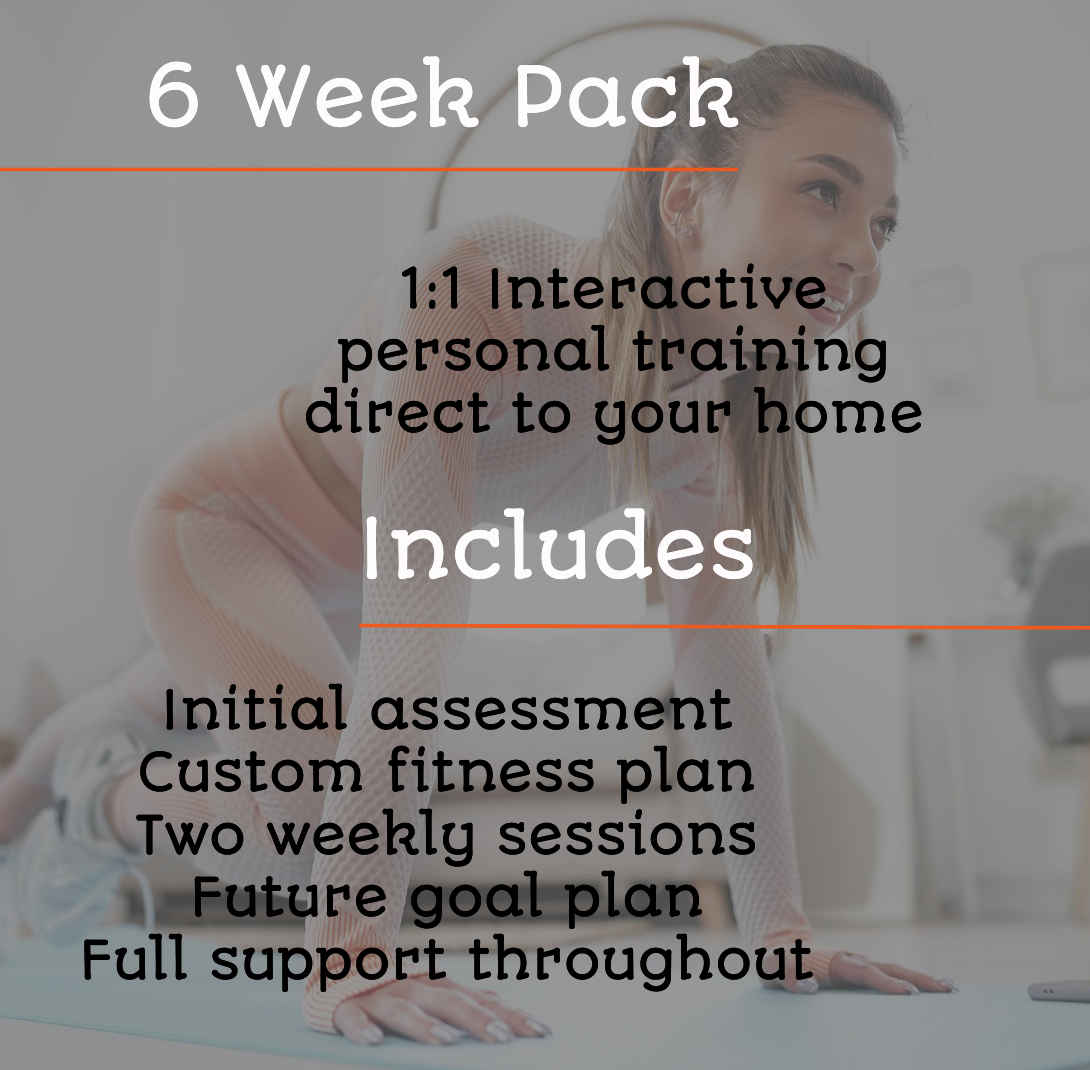 6 Week Pack
1:1 Interactive
personal training
direct to your home
Includes
Initial assessment
Custom fitness plan
Two weekly sessions
Future goal plan
Full support throughout